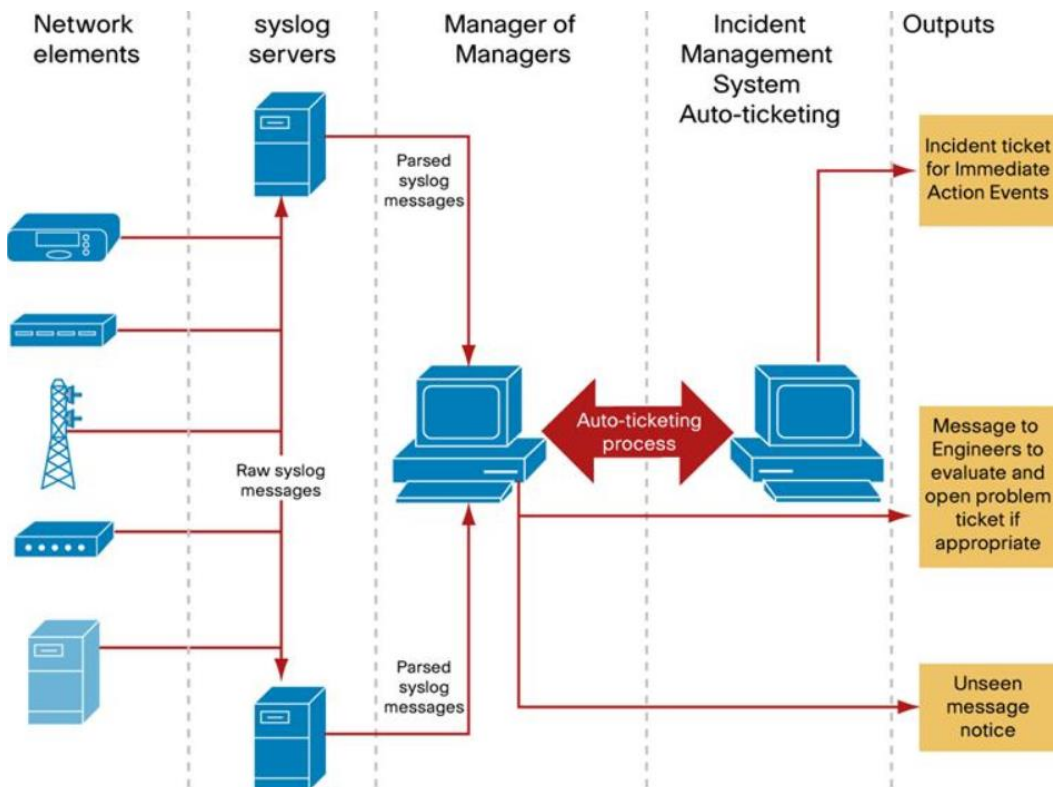 Network
elements
syslog
servers
Manager of
Managers
Incident
Management
System
Auto-ticketing
Outputs
Parsed
syslog
messages
Incident ticket
for Immediate
Action Events
Raw syslog
messages
Auto-ticketing
process
Message to
Engineers to
evaluate and
open problem
ticket if
appropriate
Parsed
syslog
messages
Unseen
message
notice